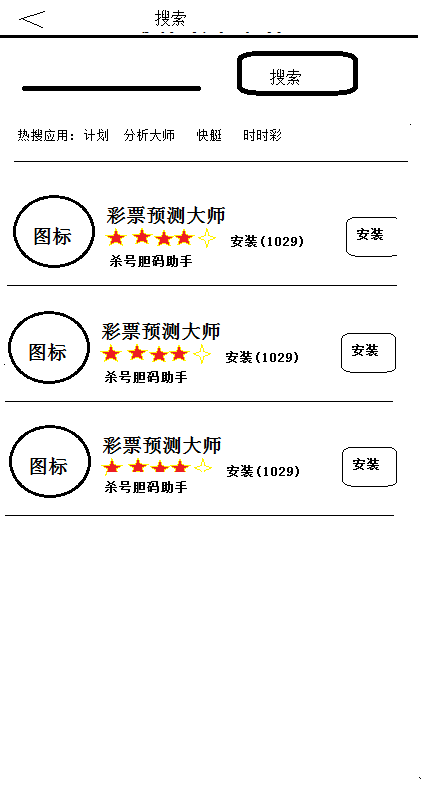 搜索
搜索
热搜应用：计划 分析大师 快艇 时时彩
图标
彩票预测大师
安装(1029)
杀号胆码助手
安装
图标
彩票预测大师
安装(1029)
杀号胆码助手
安装
图标
彩票预测大师
安装(1029)
杀号胆码助手
安装